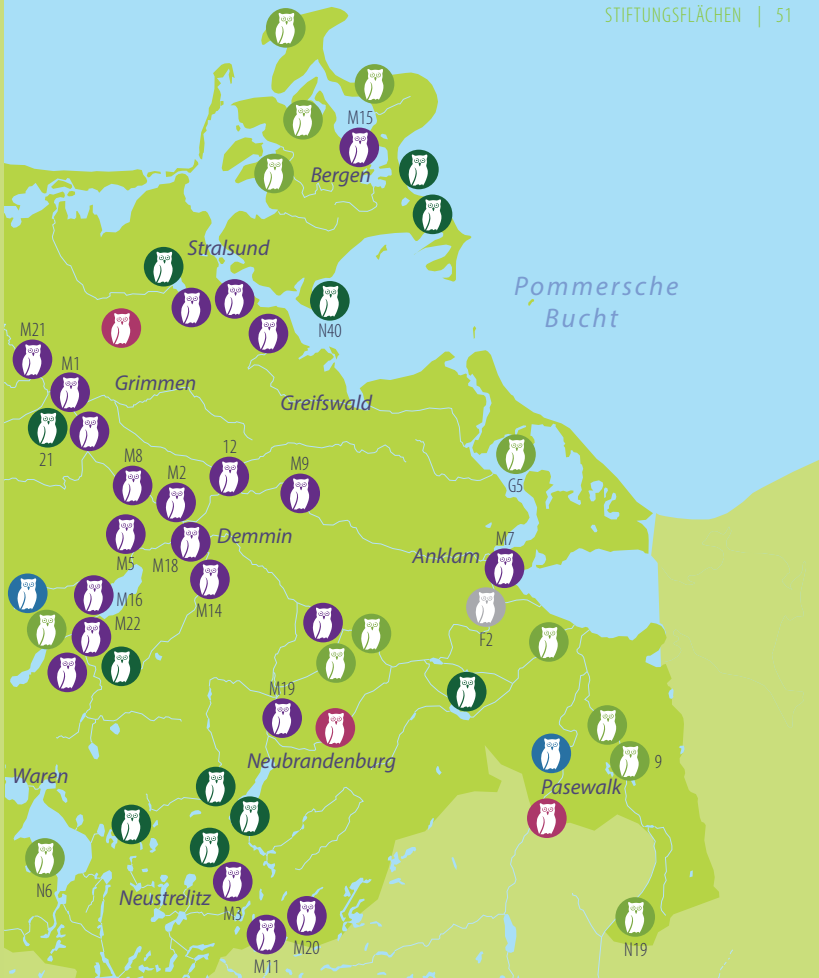 STIFTUNGSFLÄCHEN | 51
M15
Bergen
Stralsund
Pommersche
Bucht
N40
M21
M1
Grimmen
Greifswald
21
12
M8
M2
M9
G5
Demmin
M7
Anklam
M5
M18
M16
M14
M22
F2
M19
Neubrandenburg
9
Waren
Pasewalk
N6
Neustrelitz
M3
M20
M11
N19